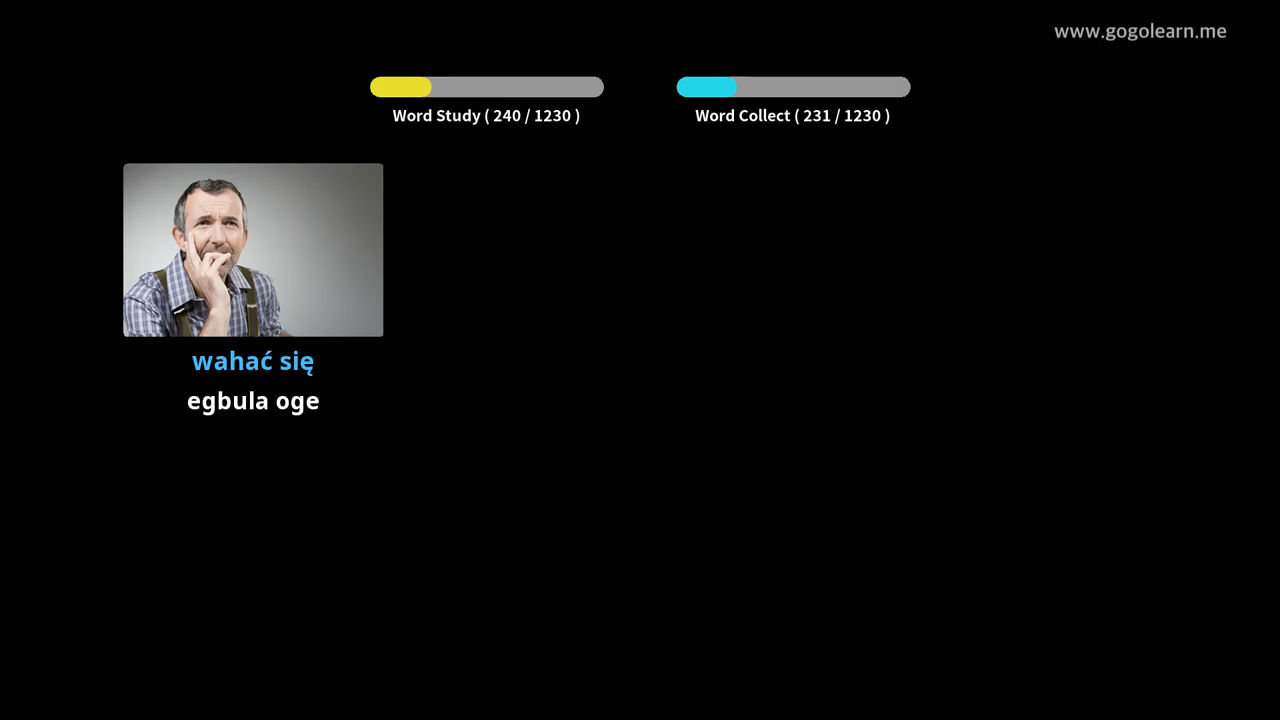 www.gogolearn.me
Word Study ( 240 / 1230 )
Word Collect ( 231 / 1230 )
wahać się
egbula oge